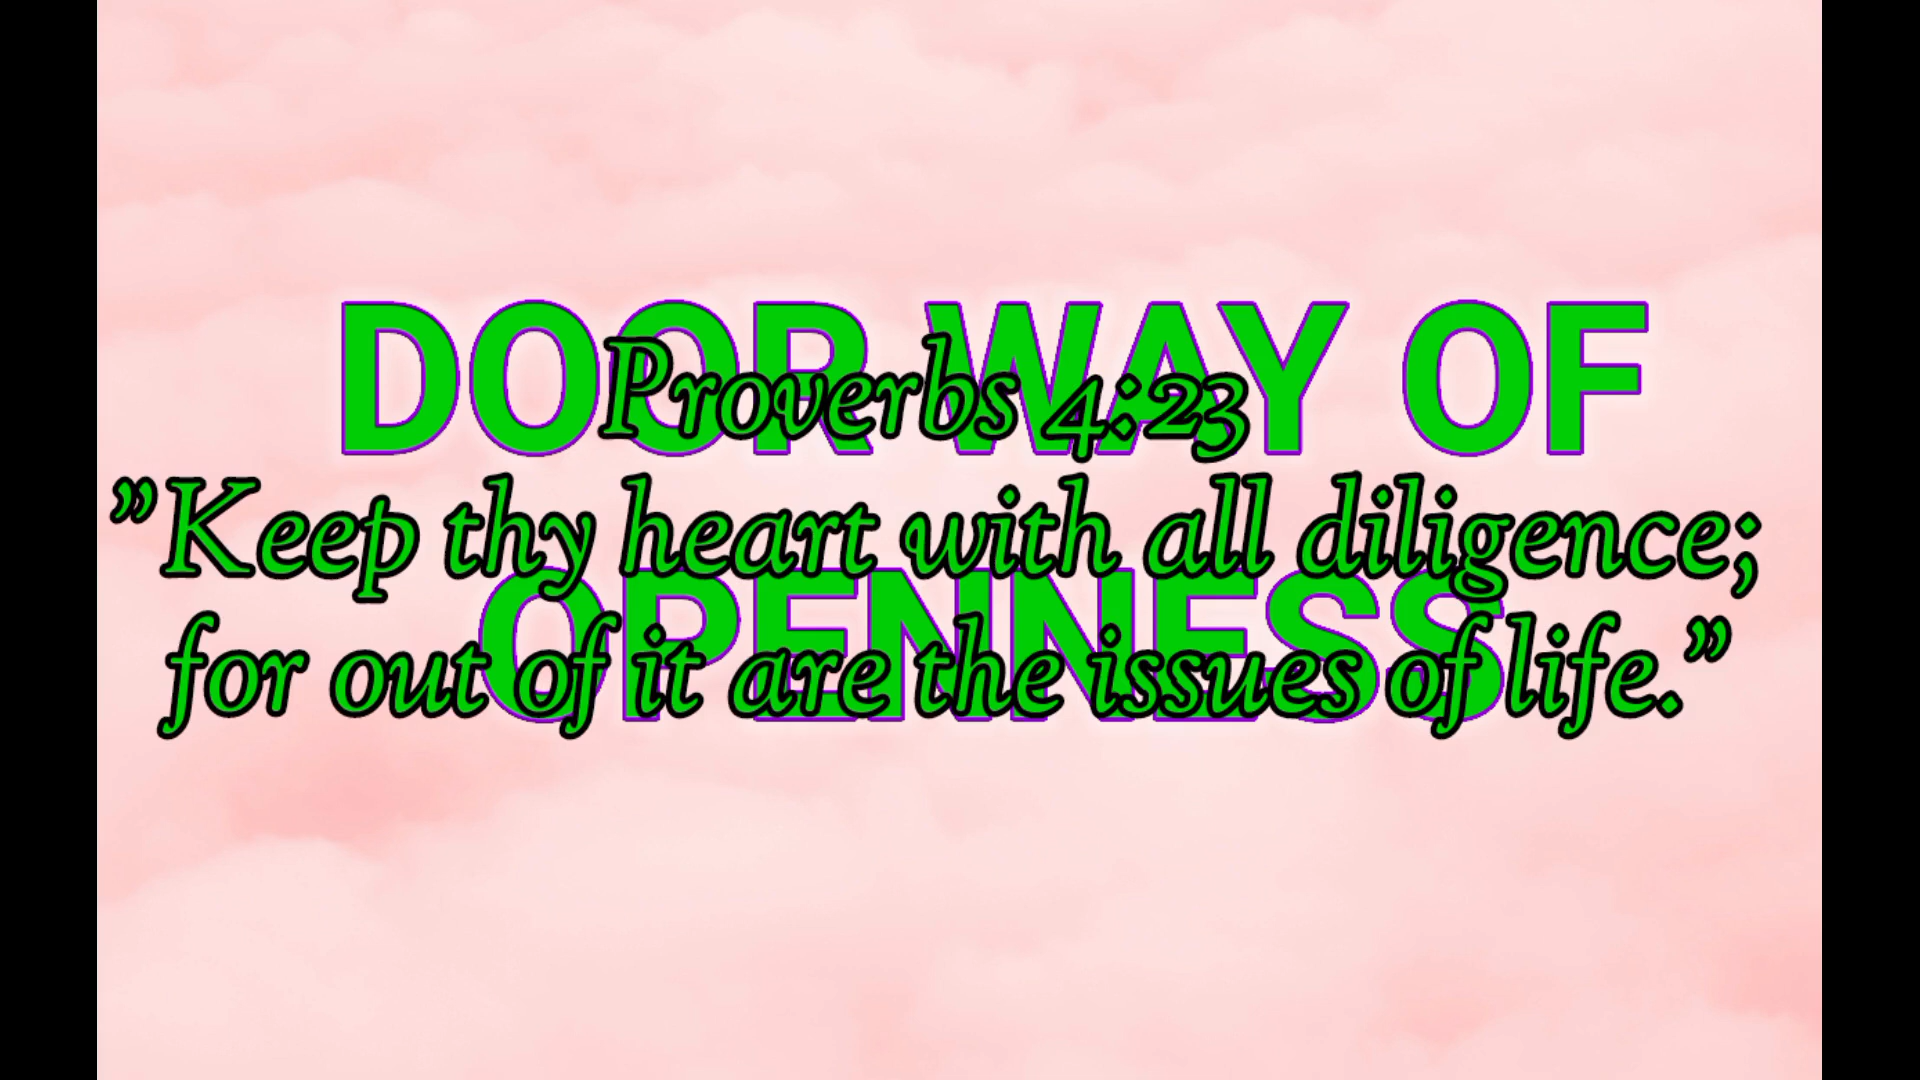 DOOR WAY OF
Proverbs 4:23
”Keep thy heart with all diligence;
OPENNESS
for out of it are the issues of life.”